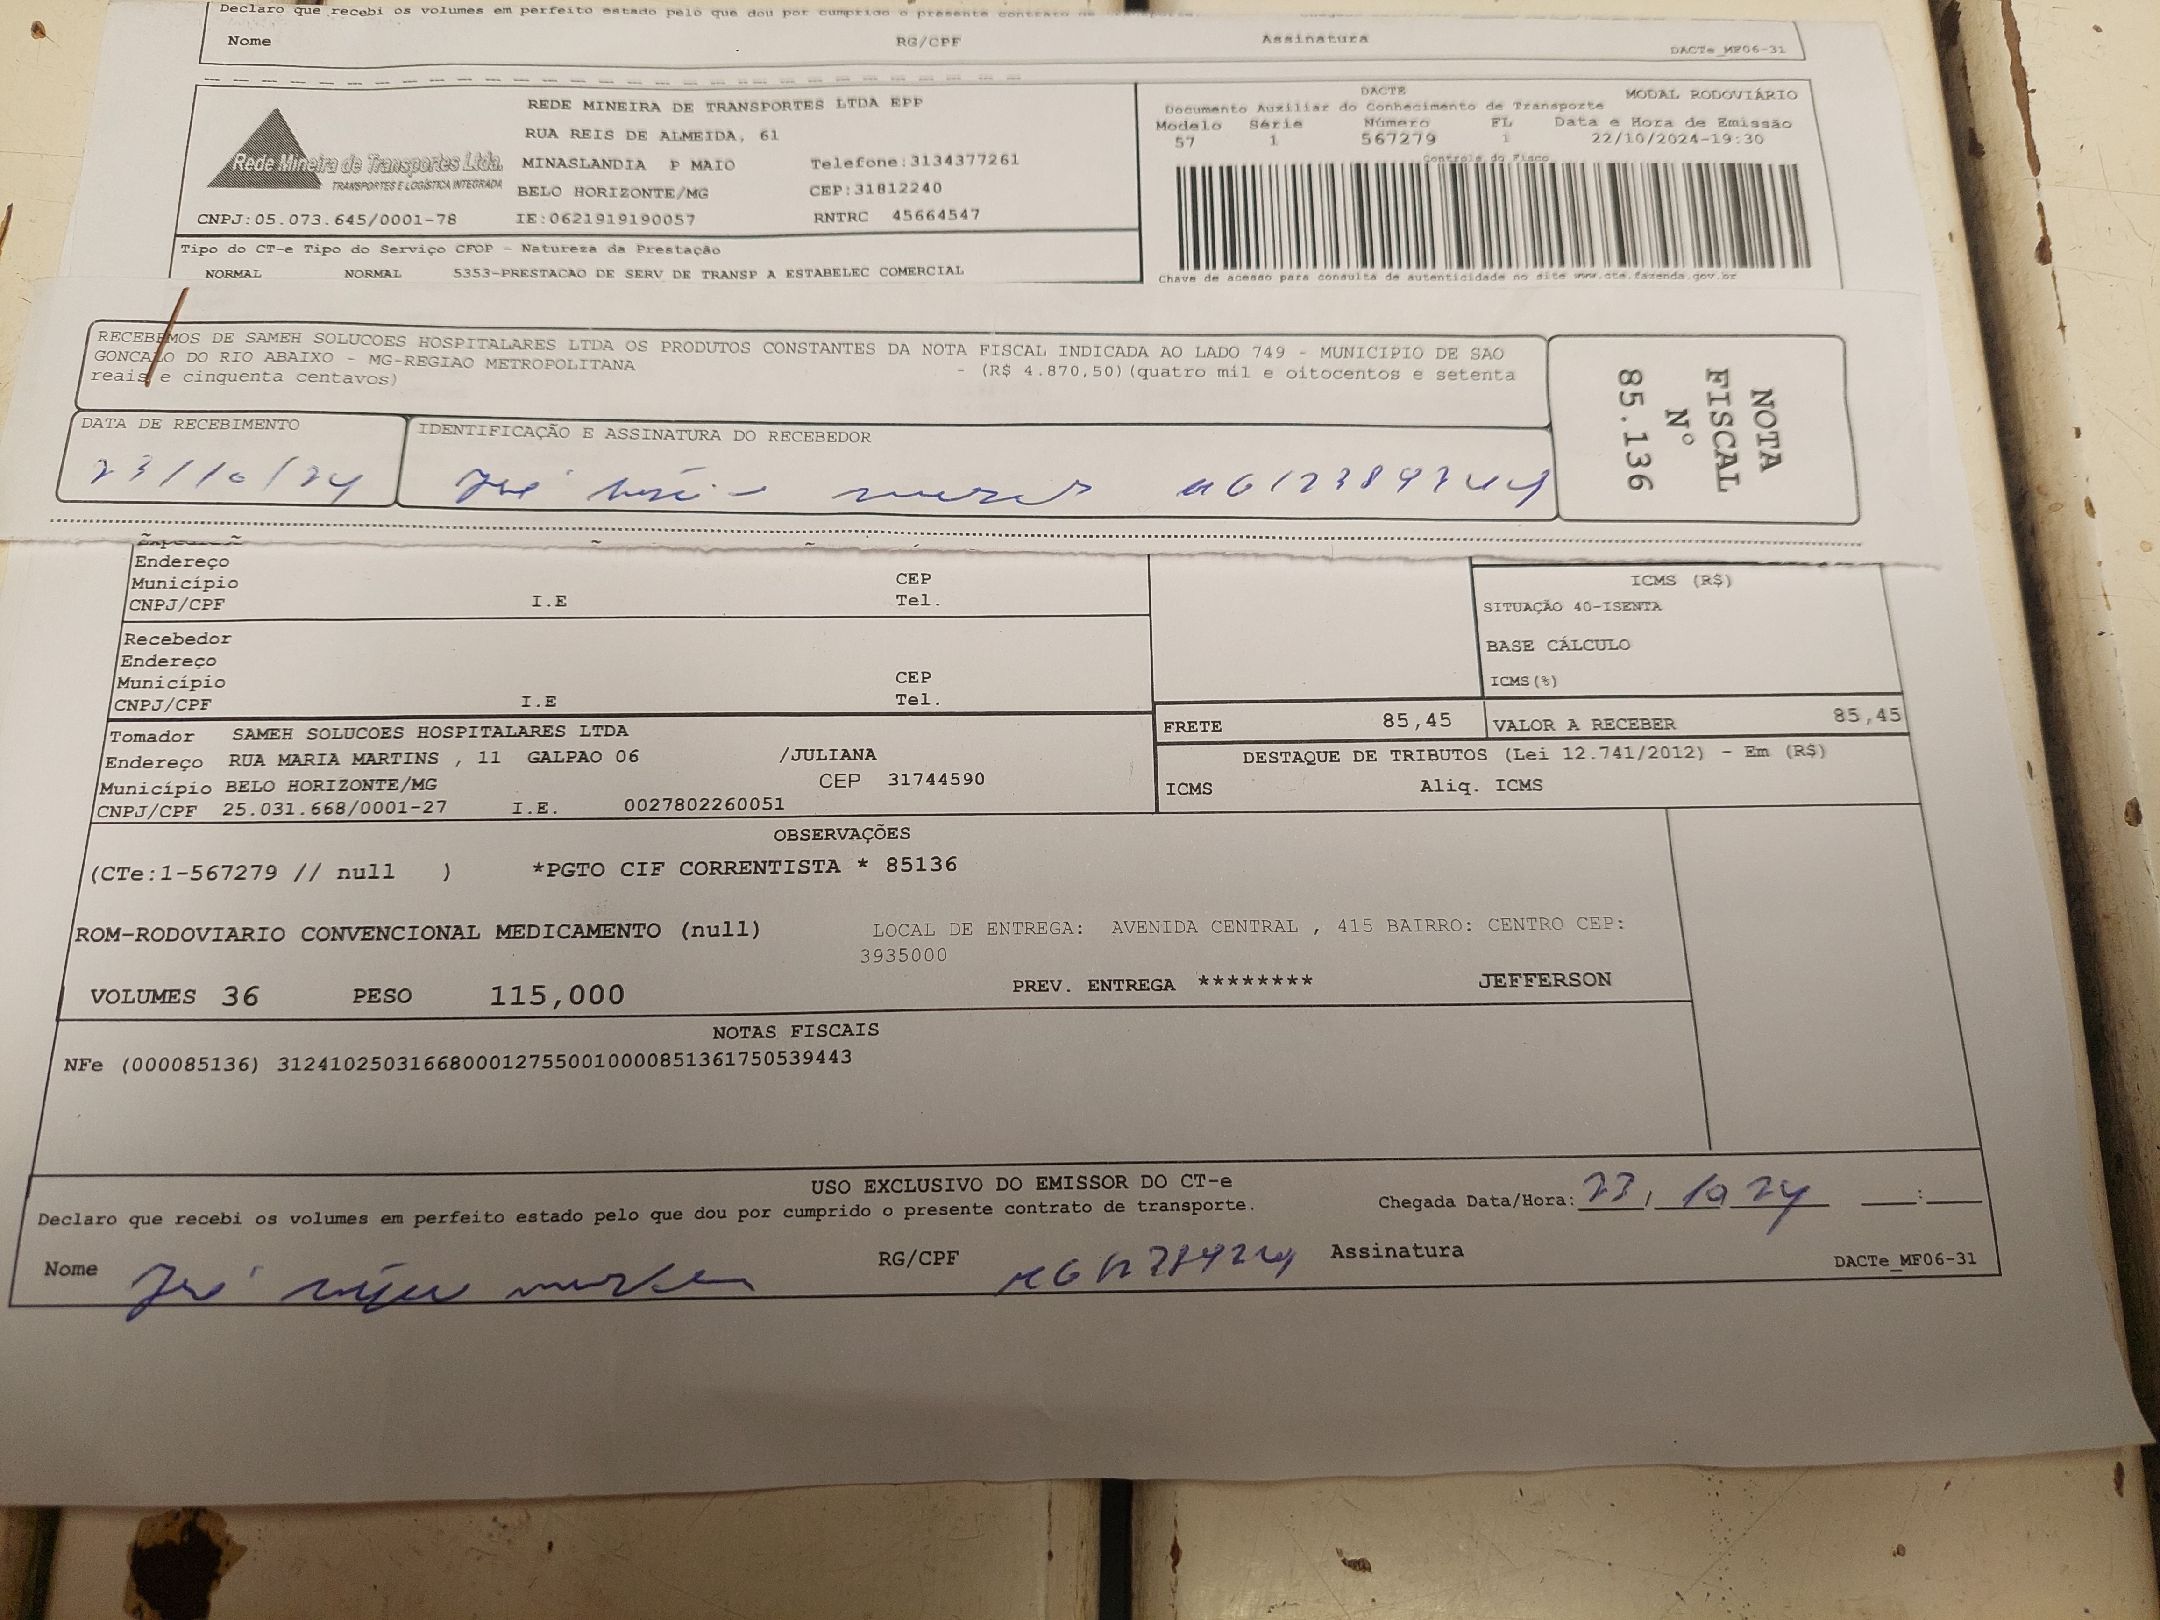 Declaro que recebi os volumes em perfeito estado pelo que dou por cumprido o presente contrato de transporte.
Nome RG/CPF Assinatura
DACTe_MF06-31
Rede Mineira de Transportes Ltda.
TRANSPORTES E LOGÍSTICA INTEGRADA
REDE MINEIRA DE TRANSPORTES LTDA EPP
RUA REIS DE ALMEIDA, 61
MINASLANDIA P MAIO Telefone:3134377261
BELO HORIZONTE/MG CEP:31812240
CNPJ:05.073.645/0001-78 IE:0621919190057 RNTRC 45664547
DACTE MODAL RODOVIÁRIO
Documento Auxiliar do Conhecimento de Transporte
Modelo Série Número FL Data e Hora de Emissão
57 1 567279 1 22/10/2024-19:30
Controle do Fisco
Chave de acesso para consulta de autenticidade no site www.cte.fazenda.gov.br
Tipo do CT-e Tipo do Serviço CFOP - Natureza da Prestação
NORMAL NORMAL 5353-PRESTACAO DE SERV DE TRANSP A ESTABELEC COMERCIAL
RECEBEMOS DE SAMEH SOLUCOES HOSPITALARES LTDA OS PRODUTOS CONSTANTES DA NOTA FISCAL INDICADA AO LADO 749 - MUNICIPIO DE SAO
GONCALO DO RIO ABAIXO - MG-REGIAO METROPOLITANA - (R$ 4.870,50)(quatro mil e oitocentos e setenta
reais e cinquenta centavos)
DATA DE RECEBIMENTO
23/10/24
IDENTIFICAÇÃO E ASSINATURA DO RECEBEDOR
José
NOTA
FISCAL
Nº
85.136
Endereço
Município CEP
CNPJ/CPF I.E Tel.
Recebedor
Endereço
Município CEP
CNPJ/CPF I.E Tel.
ICMS (R$)
SITUAÇÃO 40-ISENTA
BASE CÁLCULO
ICMS(%)
FRETE 85,45 VALOR A RECEBER 85,45
Tomador SAMEH SOLUCOES HOSPITALARES LTDA
Endereço RUA MARIA MARTINS , 11 GALPAO 06 /JULIANA
Município BELO HORIZONTE/MG CEP 31744590
CNPJ/CPF 25.031.668/0001-27 I.E. 0027802260051
DESTAQUE DE TRIBUTOS (Lei 12.741/2012) - Em (R$)
ICMS Aliq. ICMS
OBSERVAÇÕES
(CTe:1-567279 // null ) *PGTO CIF CORRENTISTA * 85136
ROM-RODOVIARIO CONVENCIONAL MEDICAMENTO (null) LOCAL DE ENTREGA: AVENIDA CENTRAL , 415 BAIRRO: CENTRO CEP:
3935000
VOLUMES 36 PESO 115,000 PREV. ENTREGA ******** JEFFERSON
NOTAS FISCAIS
NFe (000085136) 31241025031668000127550010000851361750539443
USO EXCLUSIVO DO EMISSOR DO CT-e
Declaro que recebi os volumes em perfeito estado pelo que dou por cumprido o presente contrato de transporte.
Chegada Data/Hora: 23/ 10 24 :
Nome José RG/CPF Assinatura
DACTe_MF06-31